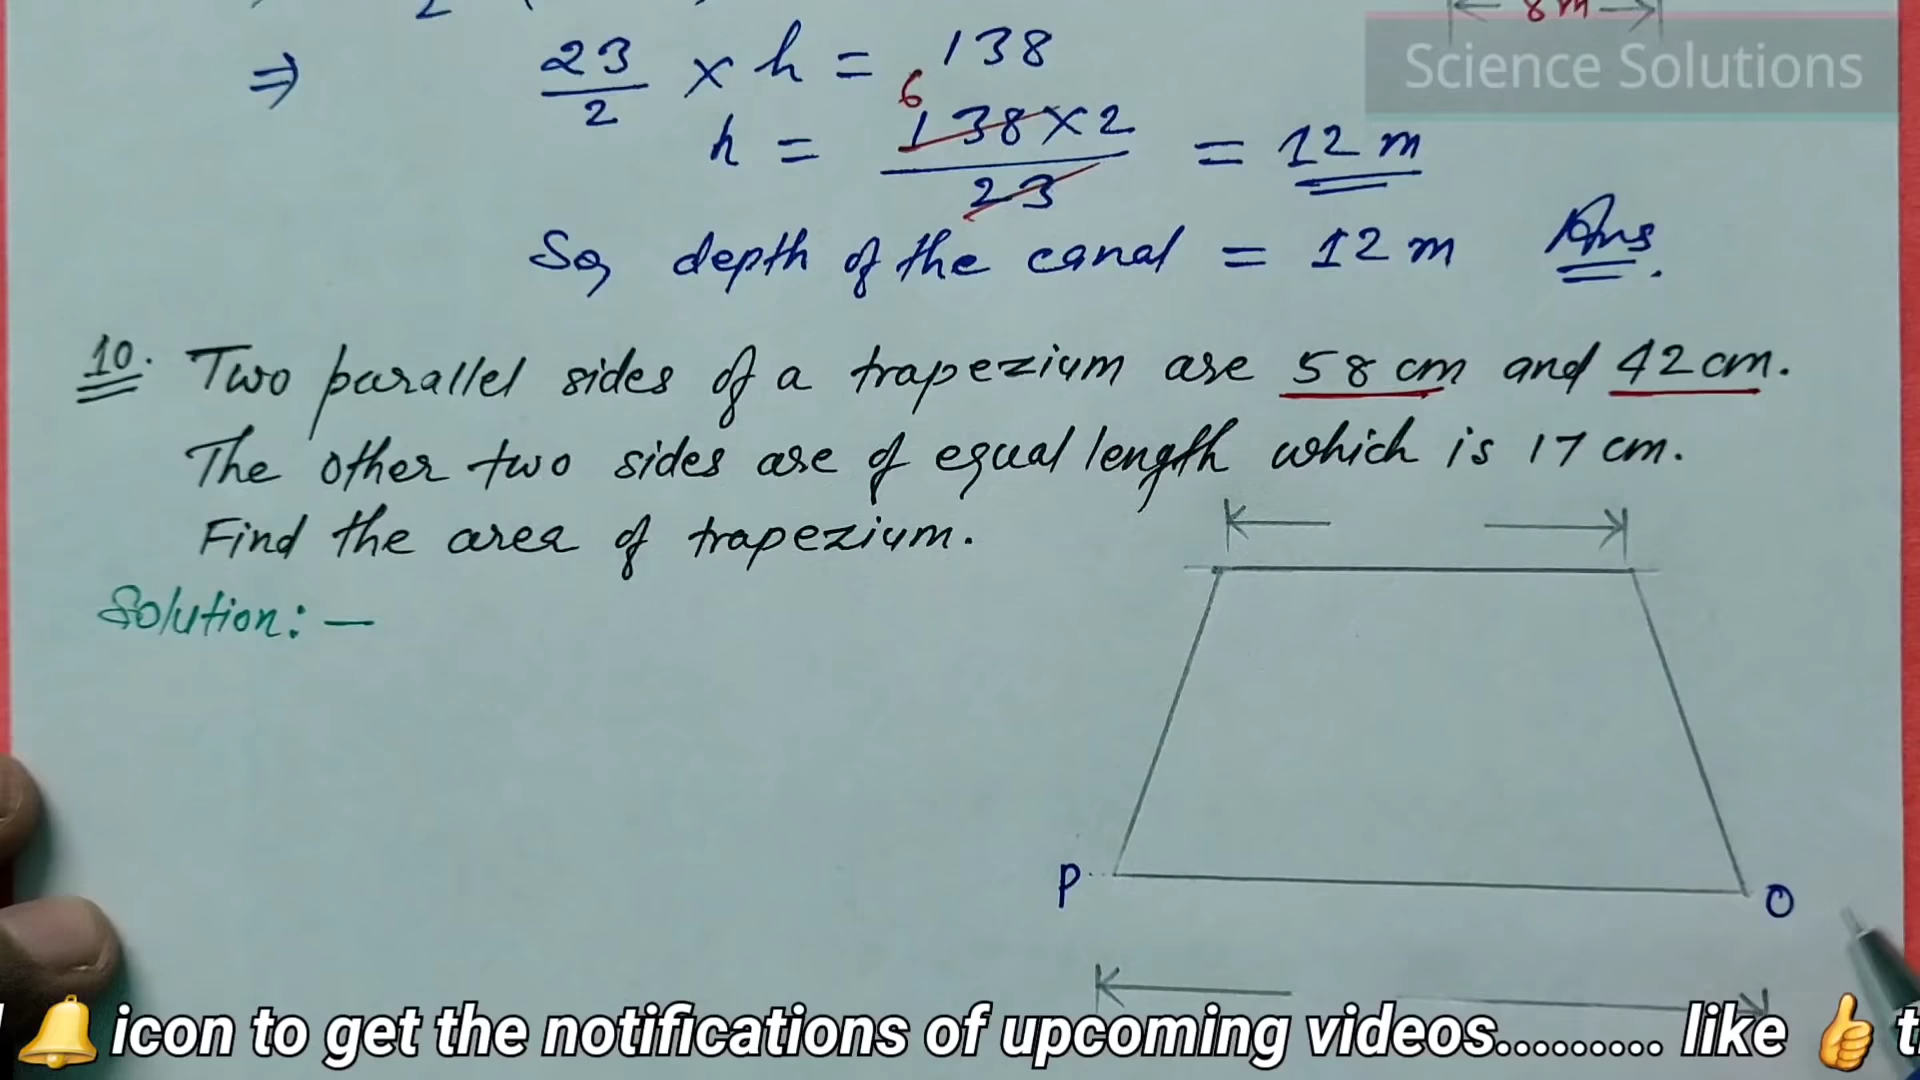 8 m
Science Solutions
⇒ 23/2 × h = 138
h = 138×2/23 = 12 m
6
So, depth of the canal = 12 m Ans.
10. Two parallel sides of a trapezium are 58 cm and 42 cm.
The other two sides are of equal length which is 17 cm.
Find the area of trapezium.
Solution:—
P
Q
🔔 icon to get the notifications of upcoming videos......... like 👍 t